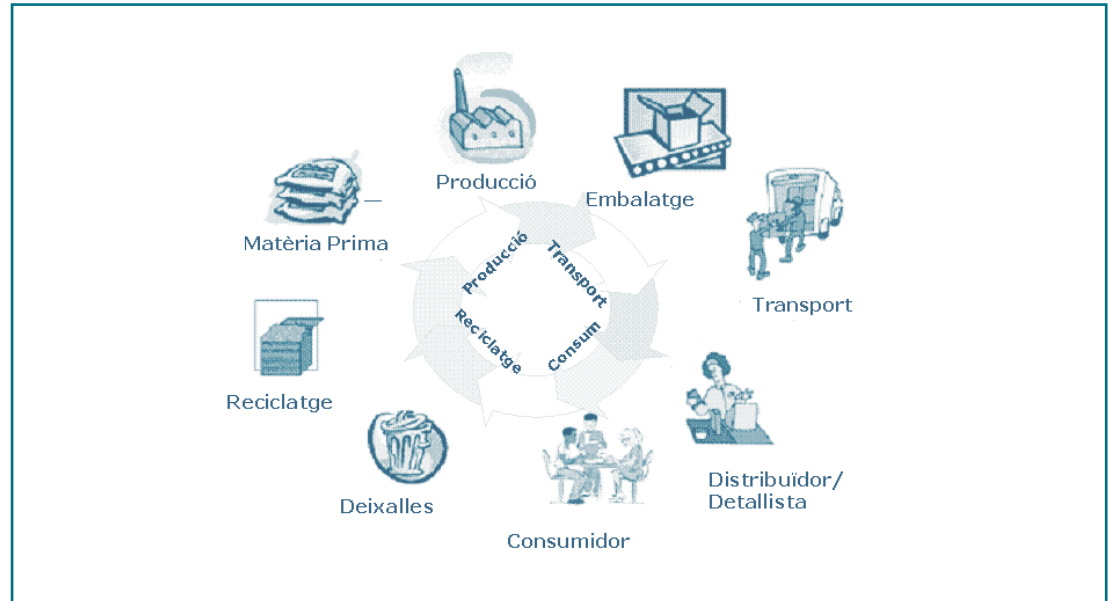 Producció
Embalatge
Matèria Prima
Transport
Reciclatge
Distribuïdor/
Detallista
Deixalles
Consumidor
Producció
Transport
Consum
Reciclatge